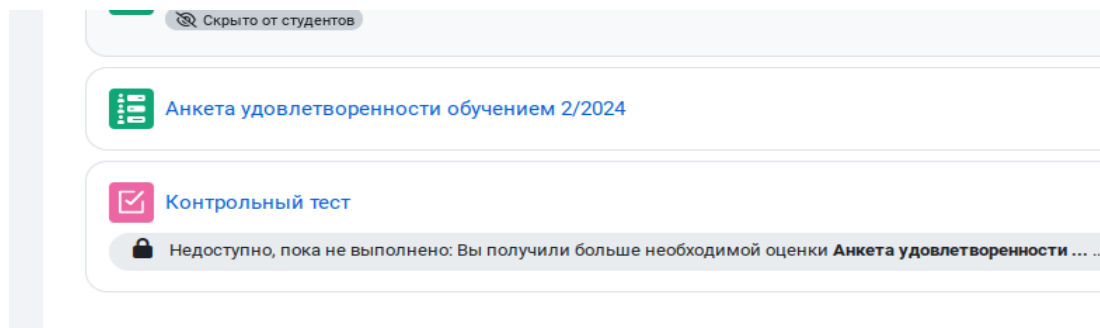 Скрыто от студентов
Анкета удовлетворенности обучением 2/2024
Контрольный тест
Недоступно, пока не выполнено: Вы получили больше необходимой оценки Анкета удовлетворенности ... ..